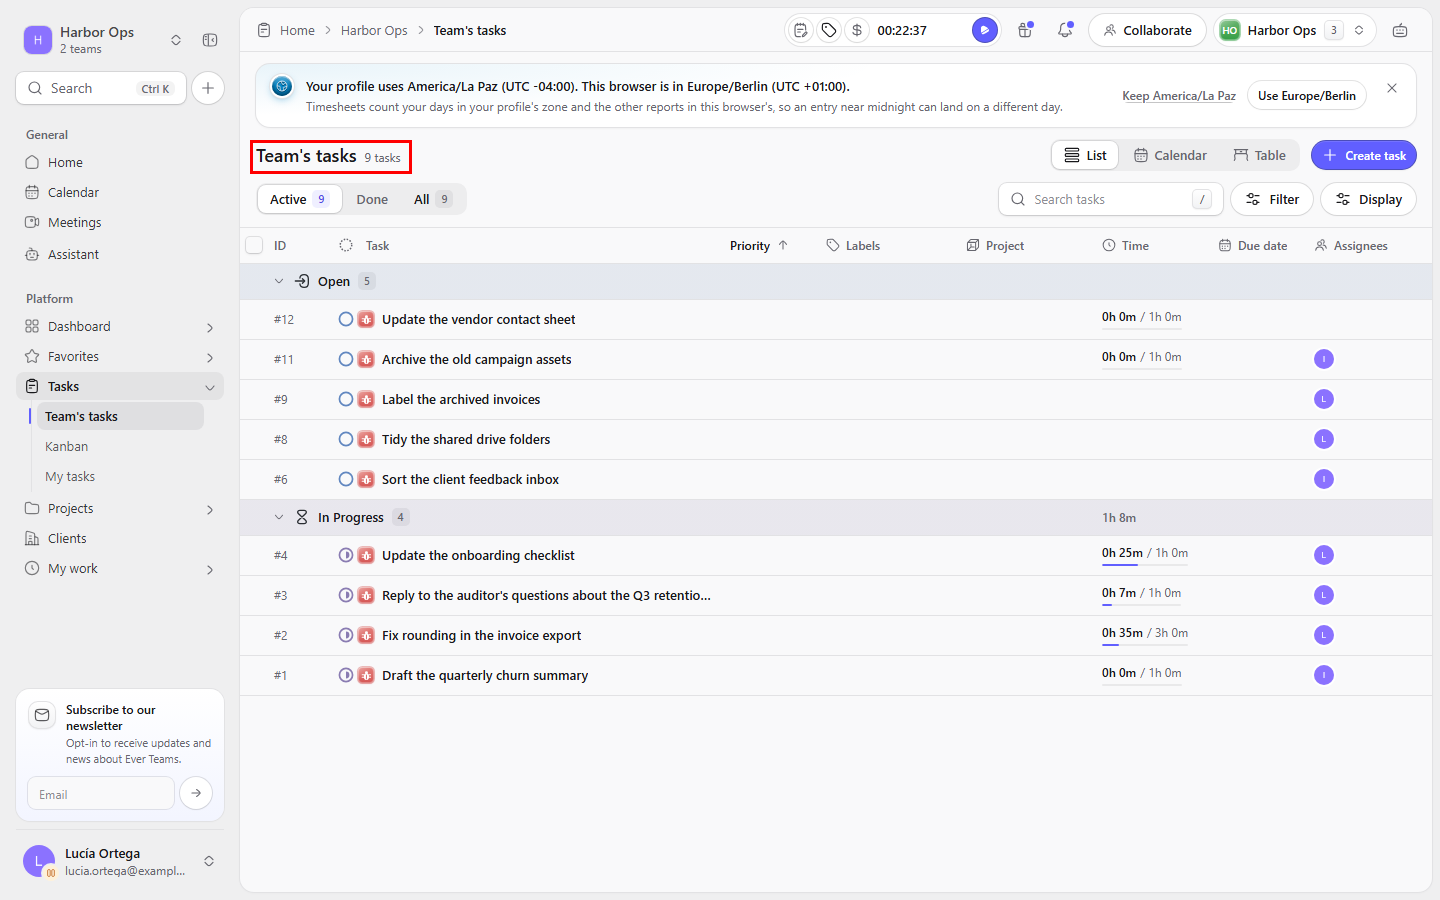 H
Harbor Ops
2 teams
Search
Ctrl K
General
Home
Calendar
Meetings
Assistant
Platform
Dashboard
Favorites
Tasks
Team's tasks
Kanban
My tasks
Projects
Clients
My work
Subscribe to our
newsletter
Opt-in to receive updates and
news about Ever Teams.
Email
L
Lucía Ortega
lucia.ortega@exampl...
Home
Harbor Ops
Team's tasks
00:22:37
Collaborate
HO
Harbor Ops
3
Your profile uses America/La Paz (UTC -04:00). This browser is in Europe/Berlin (UTC +01:00).
Timesheets count your days in your profile's zone and the other reports in this browser's, so an entry near midnight can land on a different day.
Keep America/La Paz
Use Europe/Berlin
Team's tasks 9 tasks
List
Calendar
Table
Create task
Active 9
Done
All 9
Search tasks
/
Filter
Display
ID Task Priority Labels Project Time Due date Assignees
Open 5
#12 Update the vendor contact sheet 0h 0m / 1h 0m
#11 Archive the old campaign assets 0h 0m / 1h 0m I
#9 Label the archived invoices L
#8 Tidy the shared drive folders L
#6 Sort the client feedback inbox I
In Progress 4 1h 8m
#4 Update the onboarding checklist 0h 25m / 1h 0m L
#3 Reply to the auditor's questions about the Q3 retentio... 0h 7m / 1h 0m L
#2 Fix rounding in the invoice export 0h 35m / 3h 0m L
#1 Draft the quarterly churn summary 0h 0m / 1h 0m I